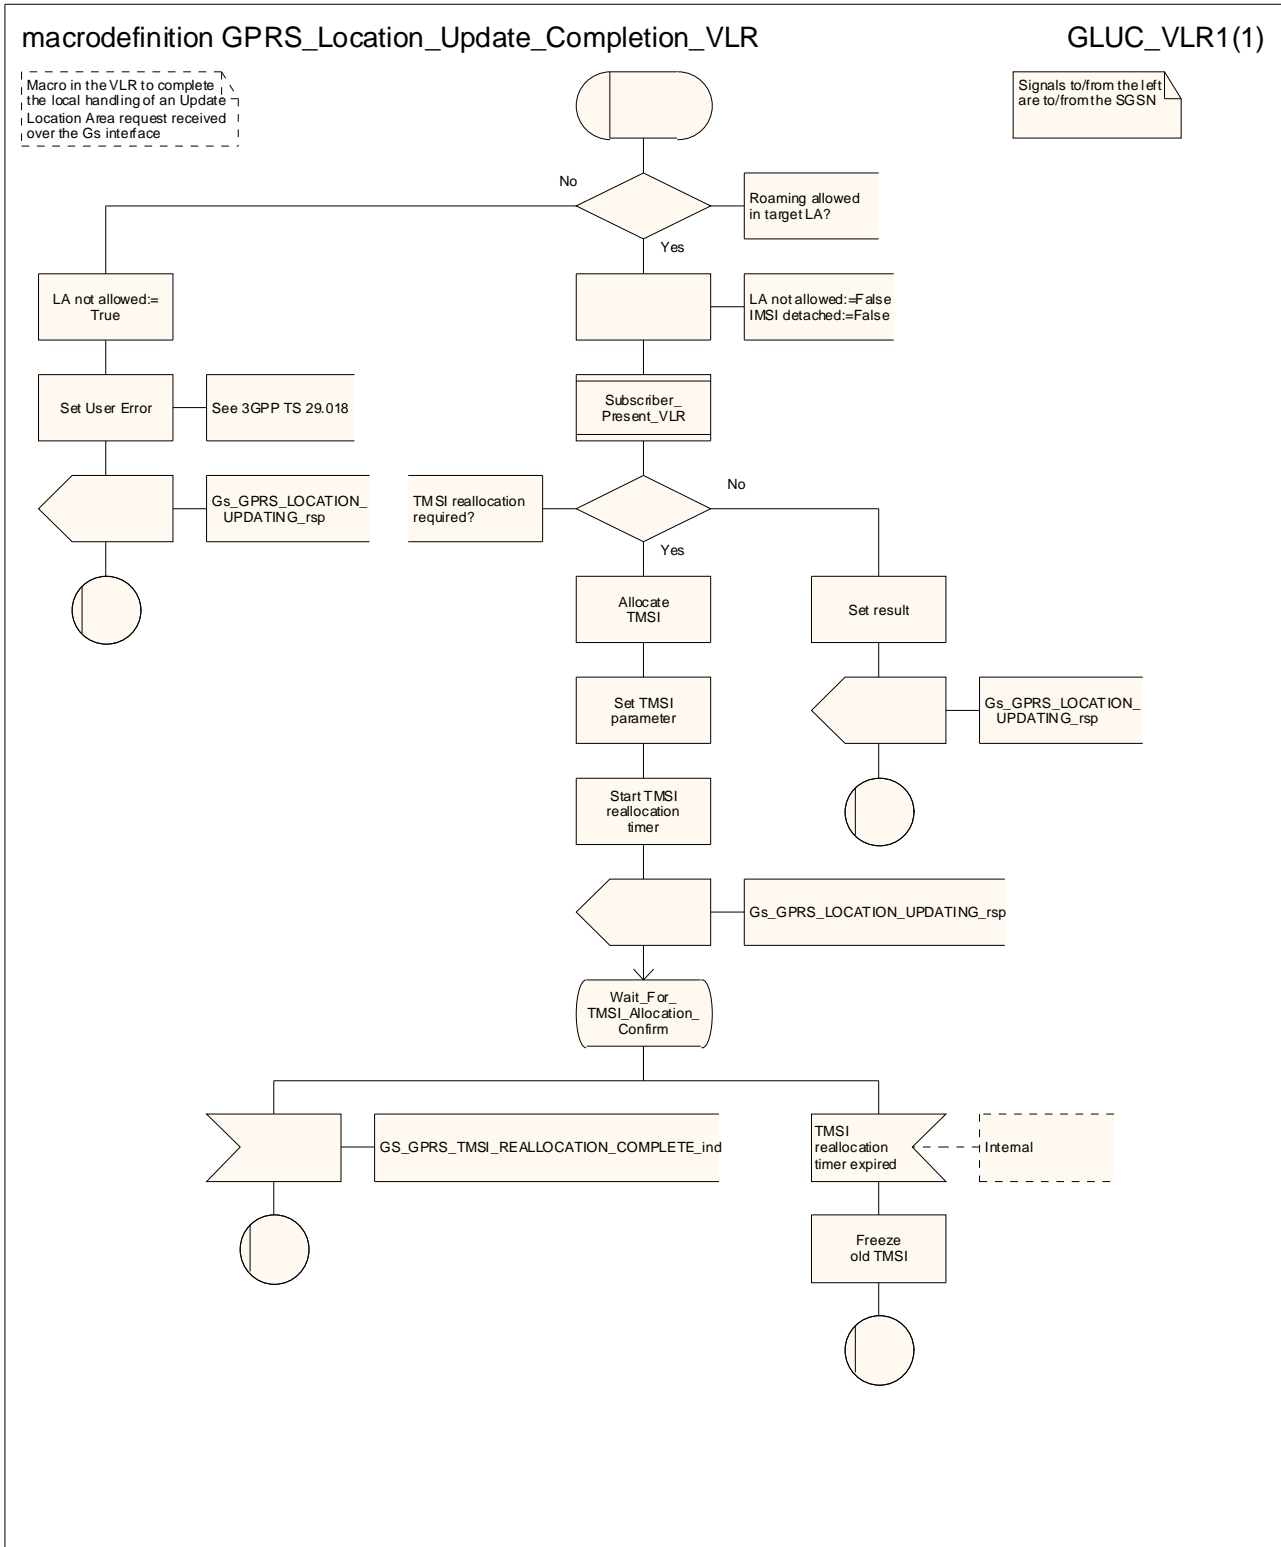 macrodefinition GPRS_Location_Update_Completion_VLR
GLUC_VLR1(1)
Macro in the VLR to complete
the local handling of an Update
Location Area request received
over the Gs interface
Signals to/from the left
are to/from the SGSN
No
Roaming allowed
in target LA?
Yes
LA not allowed:=
True
LA not allowed:=False
IMSI detached:=False
Set User Error
See 3GPP TS 29.018
Subscriber_
Present_VLR
Gs_GPRS_LOCATION_
UPDATING_rsp
TMSI reallocation
required?
No
Yes
Allocate
TMSI
Set result
Set TMSI
parameter
Gs_GPRS_LOCATION_
UPDATING_rsp
Start TMSI
reallocation
timer
Gs_GPRS_LOCATION_UPDATING_rsp
Wait_For_
TMSI_Allocation_
Confirm
GS_GPRS_TMSI_REALLOCATION_COMPLETE_ind
TMSI
reallocation
timer expired
Internal
Freeze
old TMSI